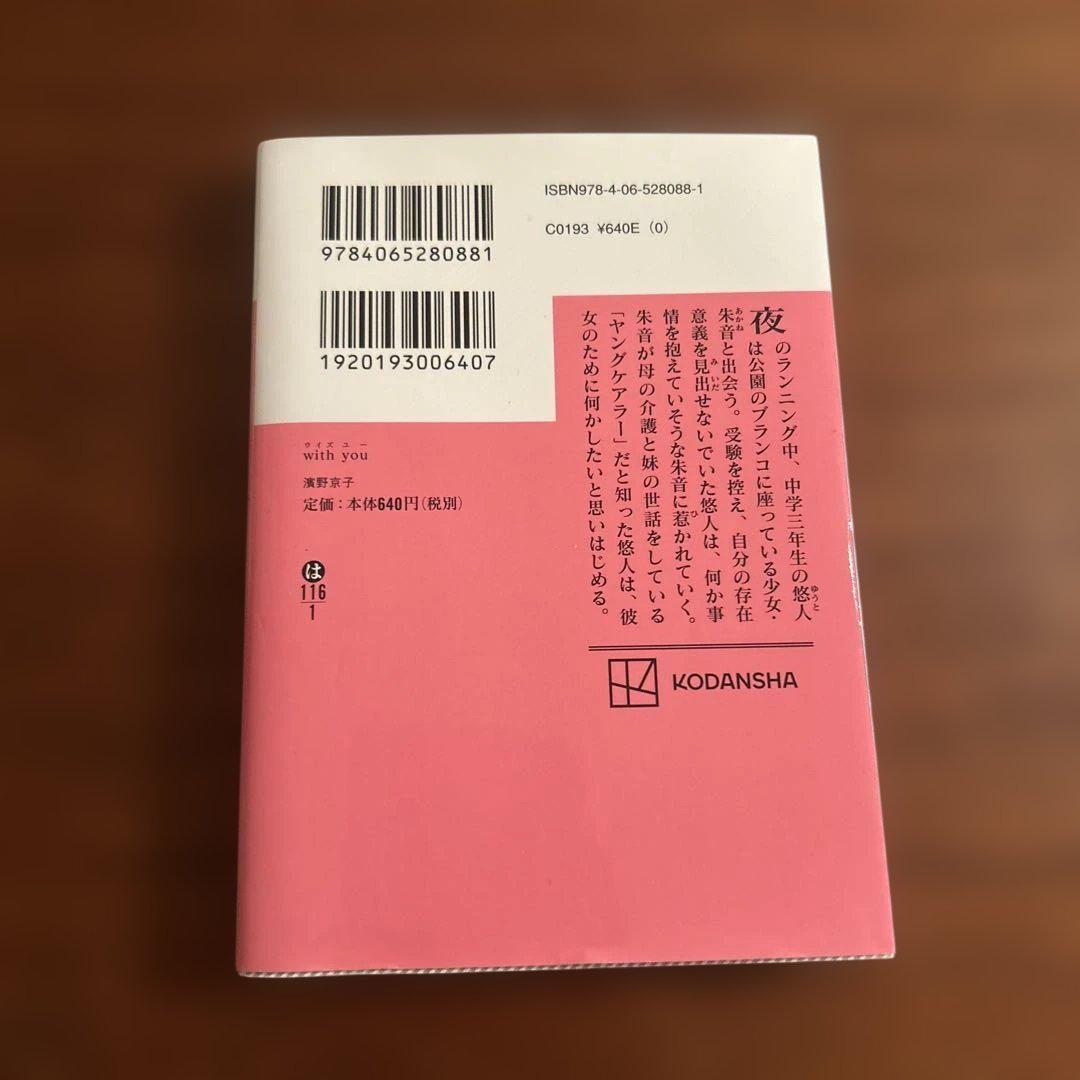 9784065280881
ISBN978-4-06-528088-1
C0193 ¥640E (0)
1920193006407
夜のランニング中、中学三年生の悠人
は公園のブランコに座っている少女・
朱音と出会う。受験を控え、自分の存在
意義を見出せないでいた悠人は、何か事
情を抱えていそうな朱音に惹かれていく。
朱音が母の介護と妹の世話をしている
「ヤングケアラー」だと知った悠人は、彼
女のために何かしたいと思いはじめる。
ゆうと
あかね
みいだ
ひ
ウイズ ユー
with you
濱野京子
定価：本体640円(税別)
は
116
1
KODANSHA